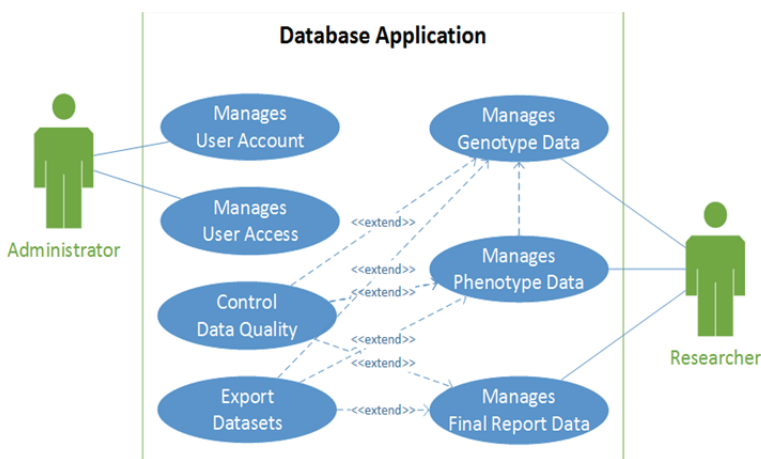 Database Application
Manages
User Account
Manages
Genotype Data
Manages
User Access
<<extend>>
Administrator
Manages
Phenotype Data
<<extend>>
<<extend>>
Control
Data Quality
<<extend>>
<<extend>>
Researcher
Export
Datasets
<<extend>>
Manages
Final Report Data